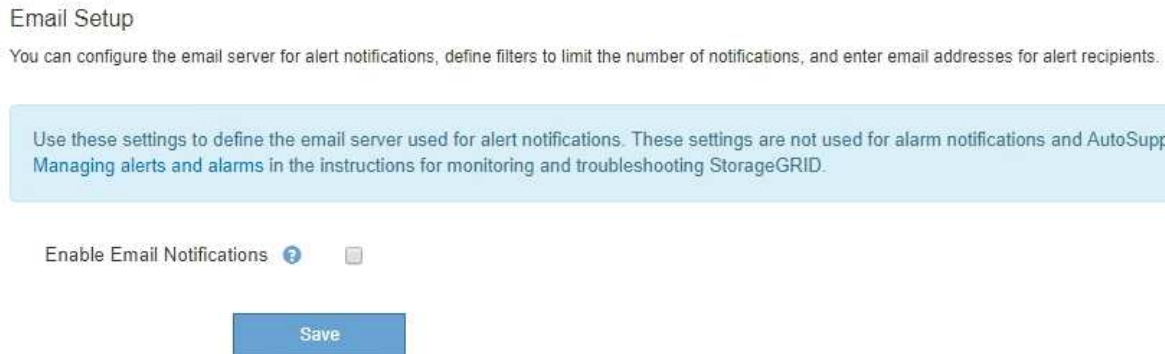 Email Setup
You can configure the email server for alert notifications, define filters to limit the number of notifications, and enter email addresses for alert recipients.
Use these settings to define the email server used for alert notifications. These settings are not used for alarm notifications and
Managing alerts and alarms in the instructions for monitoring and troubleshooting StorageGRID.
Enable Email Notifications ?
Save